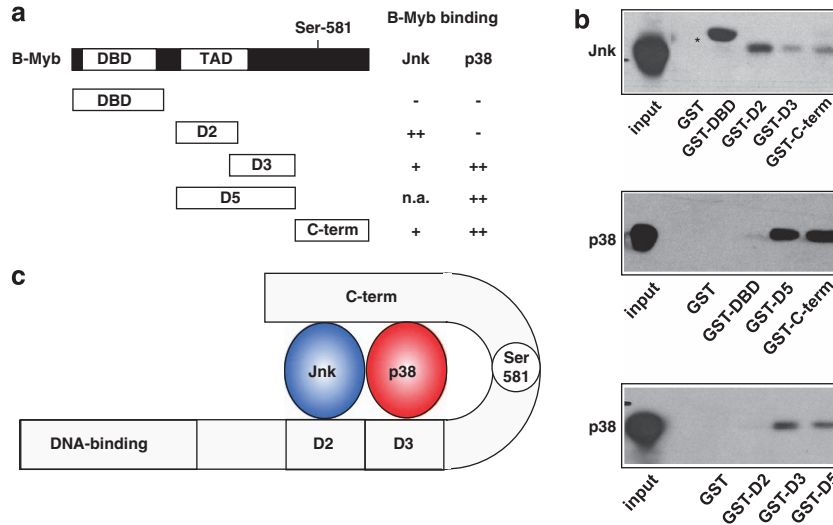 a
B-Myb binding
Ser-581
B-Myb DBD TAD Jnk p38
DBD - -
D2 ++ -
D3 + ++
D5 n.a. ++
C-term + ++
b
Jnk
*
input GST GST-DBD GST-D2 GST-D3 GST-C-term
p38
input GST GST-DBD GST-D5 GST-C-term
p38
input GST GST-D2 GST-D3 GST-D5
c
C-term
Jnk p38
Ser
581
DNA-binding D2 D3